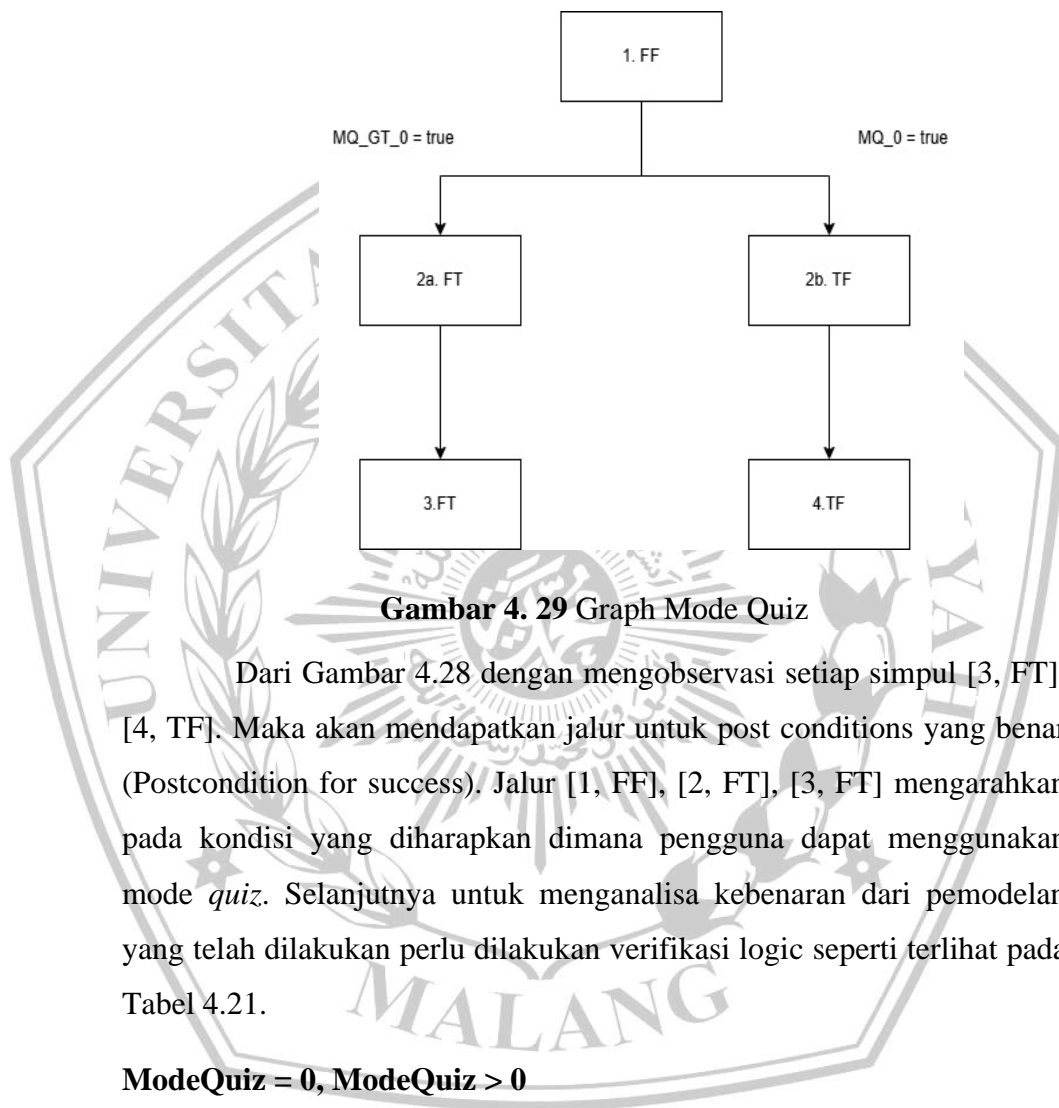 1. FF
MQ_GT_0 = true
MQ_0 = true
2a. FT
2b. TF
3.FT
4.TF
Gambar 4. 29 Graph Mode Quiz
Dari Gambar 4.28 dengan mengobservasi setiap simpul [3, FT]
[4, TF]. Maka akan mendapatkan jalur untuk post conditions yang benar
(Postcondition for success). Jalur [1, FF], [2, FT], [3, FT] mengarahkan
pada kondisi yang diharapkan dimana pengguna dapat menggunakan
mode quiz. Selanjutnya untuk menganalisa kebenaran dari pemodelan
yang telah dilakukan perlu dilakukan verifikasi logic seperti terlihat pada
Tabel 4.21.
ModeQuiz = 0, ModeQuiz > 0
MALANG